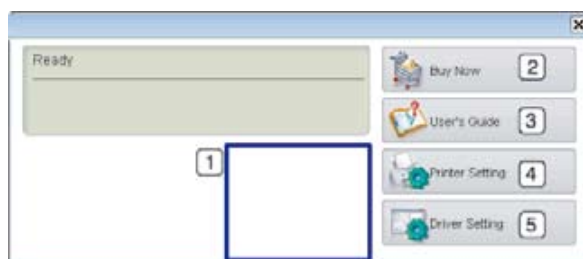 Ready
Buy Now 2
User's Guide 3
1
Printer Setting 4
Driver Setting 5